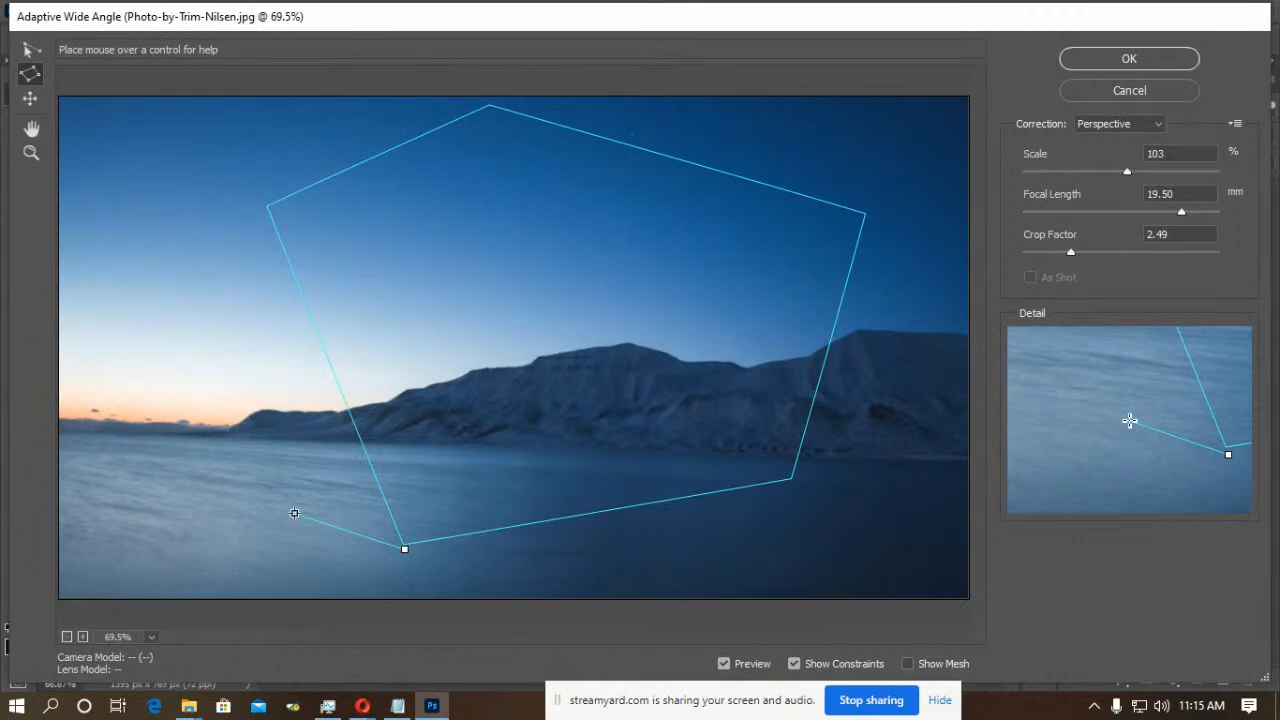 Adaptive Wide Angle (Photo-by-Trim-Nilsen.jpg @ 69.5%)
Place mouse over a control for help
OK
Cancel
Correction: Perspective
Scale 103 %
Focal Length 19.50 mm
Crop Factor 2.49
As Shot
Detail
69.5%
Camera Model: -- (--)
Lens Model: --
Preview Show Constraints Show Mesh
streamyard.com is sharing your screen and audio. Stop sharing Hide
Ps
11:15 AM